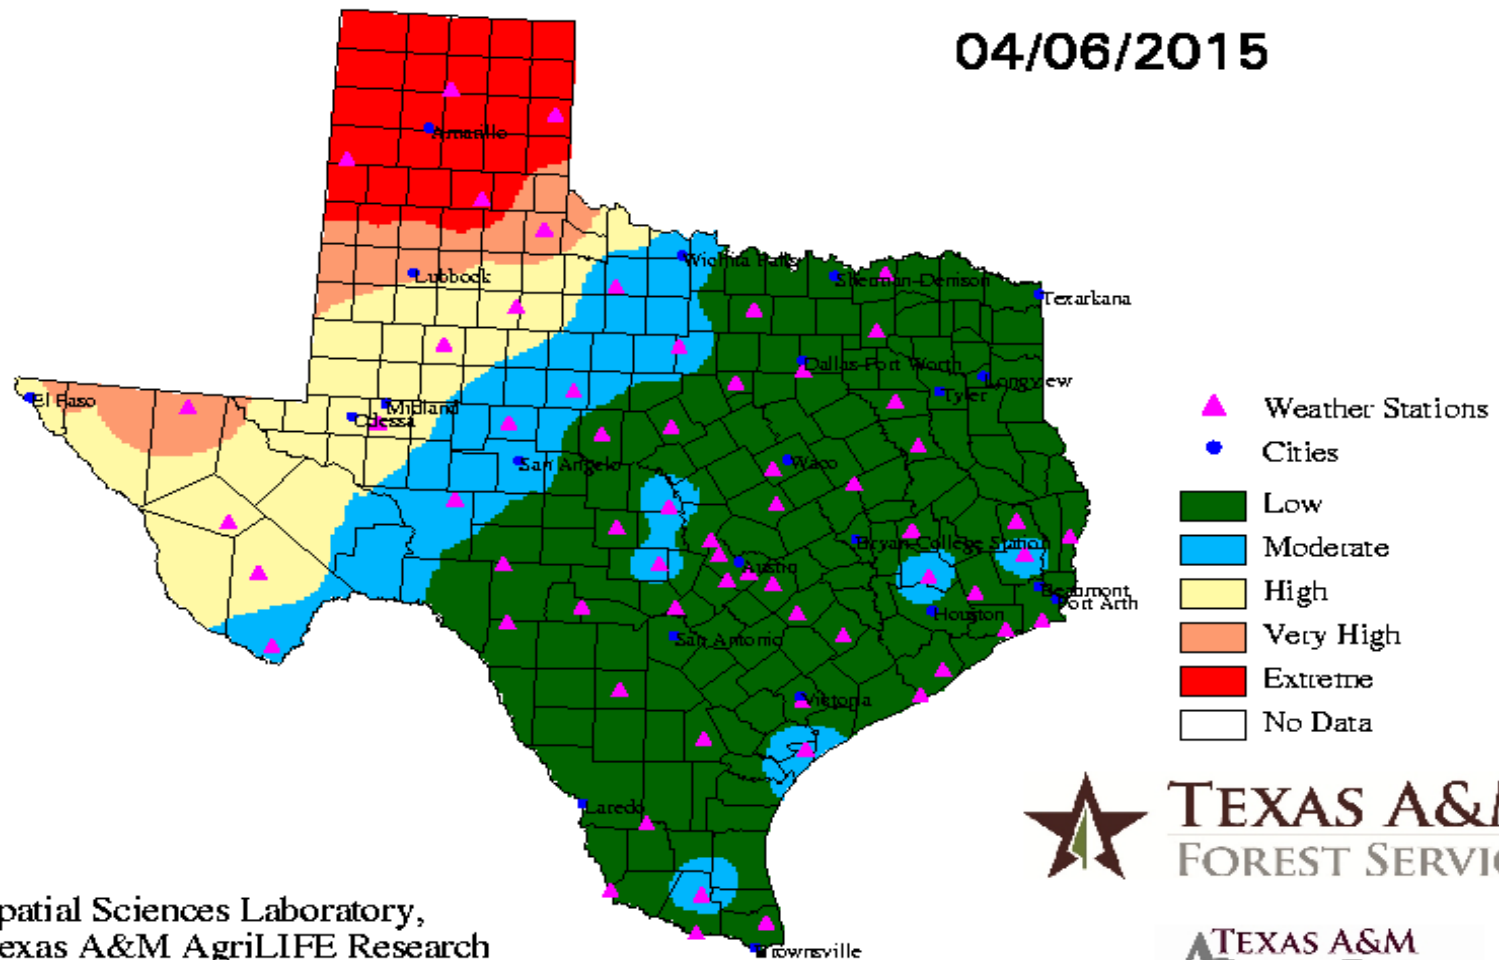 04/06/2015
Amarillo
Lubbock
Wichita Falls
Sherman-Denison
Texarkana
Dallas-Fort Worth
Longview
Tyler
El Paso
Midland
Odessa
San Angelo
Waco
Bryan-College Station
Austin
Beaumont
Port Arth
Houston
San Antonio
Victoria
Laredo
Brownsville
Weather Stations
Cities
Low
Moderate
High
Very High
Extreme
No Data
TEXAS A&M
FOREST SERVIC
patial Sciences Laboratory,
exas A&M AgriLIFE Research
TEXAS A&M